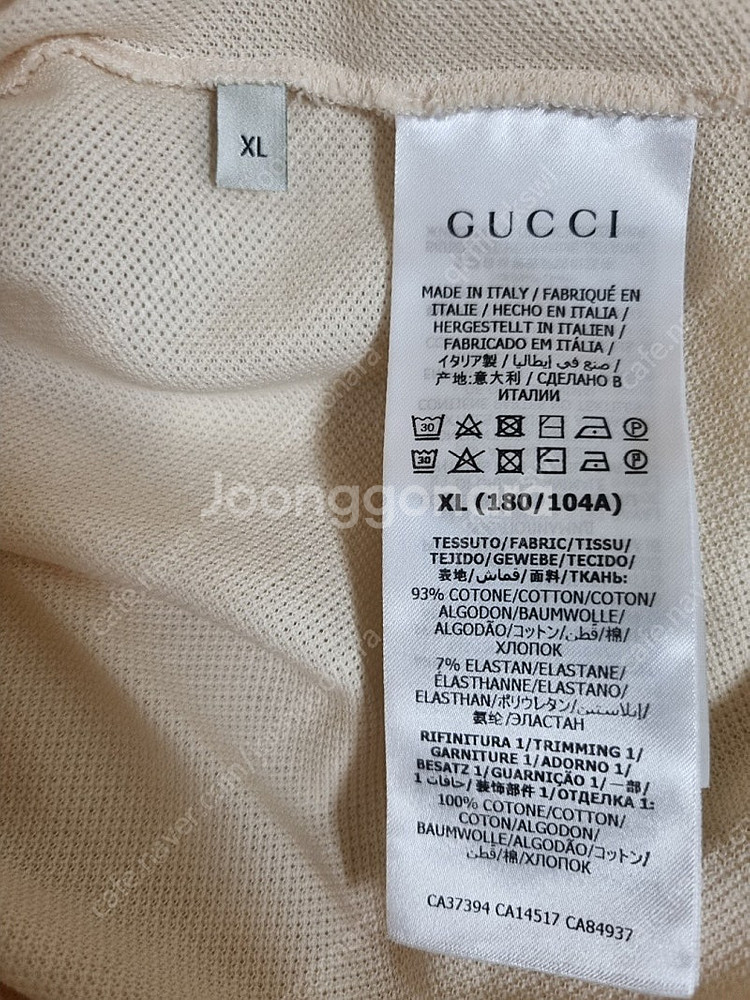 XL
GUCCI
MADE IN ITALY / FABRIQUÉ EN
ITALIE / HECHO EN ITALIA /
HERGESTELLT IN ITALIEN /
FABRICADO EM ITÁLIA /
イタリア製 / صنع في إيطاليا /
产地:意大利 / СДЕЛАНО В
ИТАЛИИ
30
P
30
P
XL (180/104A)
Joonggonara
TESSUTO/FABRIC/TISSU/
TEJIDO/GEWEBE/TECIDO/
表地/قماش/面料/ТКАНЬ:
93% COTONE/COTTON/COTON/
ALGODON/BAUMWOLLE/
ALGODÃO/コットン/قطن/棉/
ХЛОПОК
7% ELASTAN/ELASTANE/
ÉLASTHANNE/ELASTANO/
ELASTHAN/ポリウレタン/إيلاستين/
氨纶/ЭЛАСТАН
RIFINITURA 1/TRIMMING 1/
GARNITURE 1/ADORNO 1/
BESATZ 1/GUARNIÇÃO 1/一部/
1 حافات/装饰部件 1/ОТДЕЛКА 1:
100% COTONE/COTTON/
COTON/ALGODON/
BAUMWOLLE/ALGODÃO/コットン/
قطن/棉/ХЛОПОК
CA37394 CA14517 CA84937